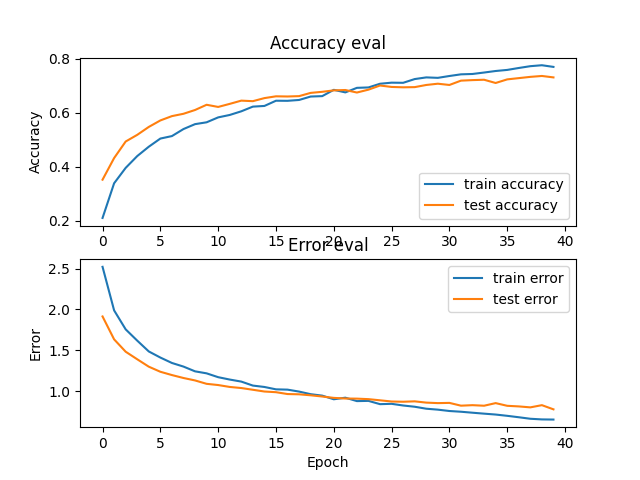 Accuracy eval
0.8
0.6
0.4
0.2
Accuracy
train accuracy
test accuracy
0 5 10 15 20 25 30 35 40
Error eval
2.5
2.0
1.5
1.0
Error
train error
test error
0 5 10 15 20 25 30 35 40
Epoch